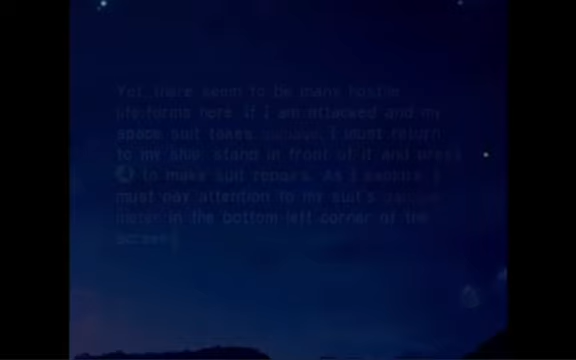 Yet, there seem to be many hostile
life-forms here. If I am attacked and my
space suit takes damage, I must return
to my ship, stand in front of it and press
A to make suit repairs. As I explore, I
must pay attention to my suit's damage
meter in the bottom left corner of the
screen.